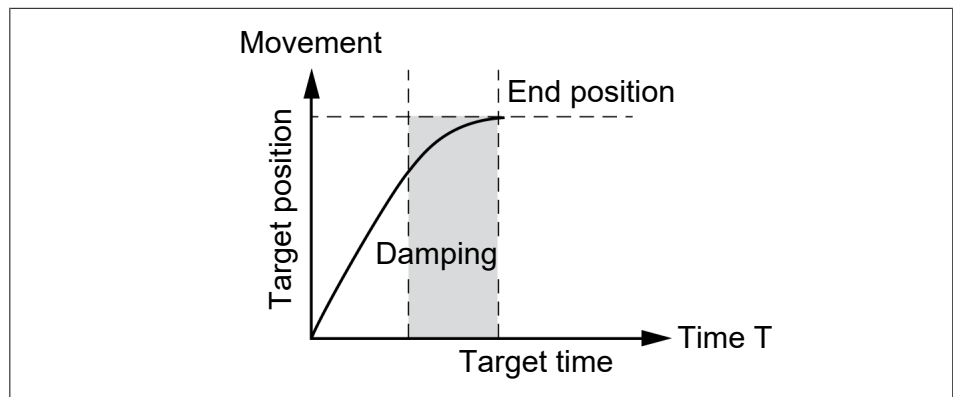 Movement
End position
Target position
Damping
Time T
Target time